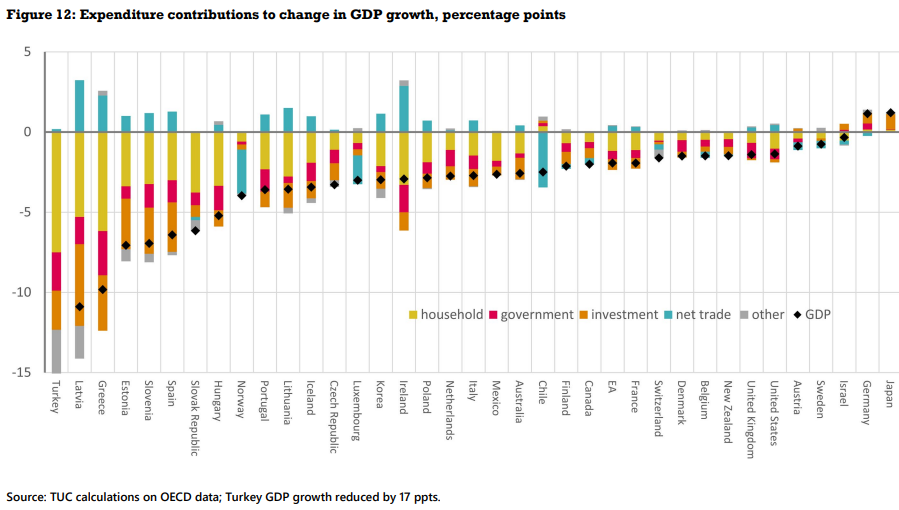 Figure 12: Expenditure contributions to change in GDP growth, percentage points
5
0
-5
-10
-15
household government investment net trade other GDP
Turkey
Latvia
Greece
Estonia
Slovenia
Spain
Slovak Republic
Hungary
Norway
Portugal
Lithuania
Iceland
Czech Republic
Luxembourg
Korea
Ireland
Poland
Netherlands
Italy
Mexico
Australia
Chile
Finland
Canada
EA
France
Switzerland
Denmark
Belgium
New Zealand
United Kingdom
United States
Austria
Sweden
Israel
Germany
Japan
Source: TUC calculations on OECD data; Turkey GDP growth reduced by 17 ppts.